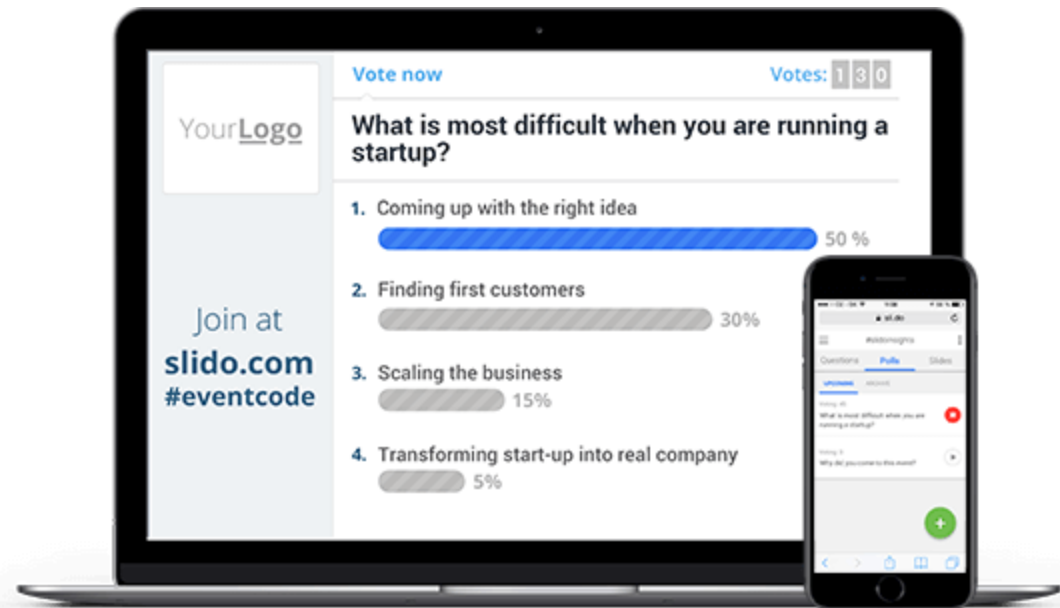 YourLogo
Join at
slido.com
#eventcode
Vote now
Votes: 130
What is most difficult when you are running a
startup?
1. Coming up with the right idea
50 %
2. Finding first customers
30%
3. Scaling the business
15%
4. Transforming start-up into real company
5%
sli.do
Questions Polls Slides
UPCOMING ARCHIVE
What is most difficult when you are
running a startup?
Why did you come to this event?
+